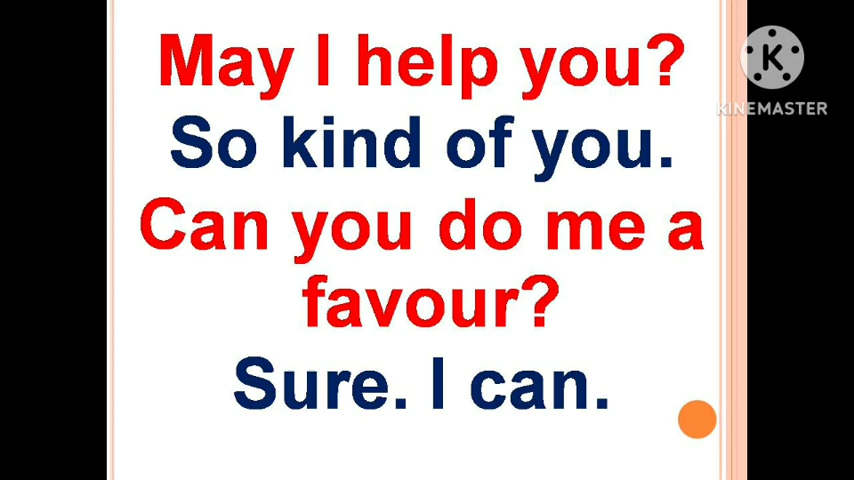 May I help you?
So kind of you.
Can you do me a
favour?
Sure. I can.
K
KINEMASTER